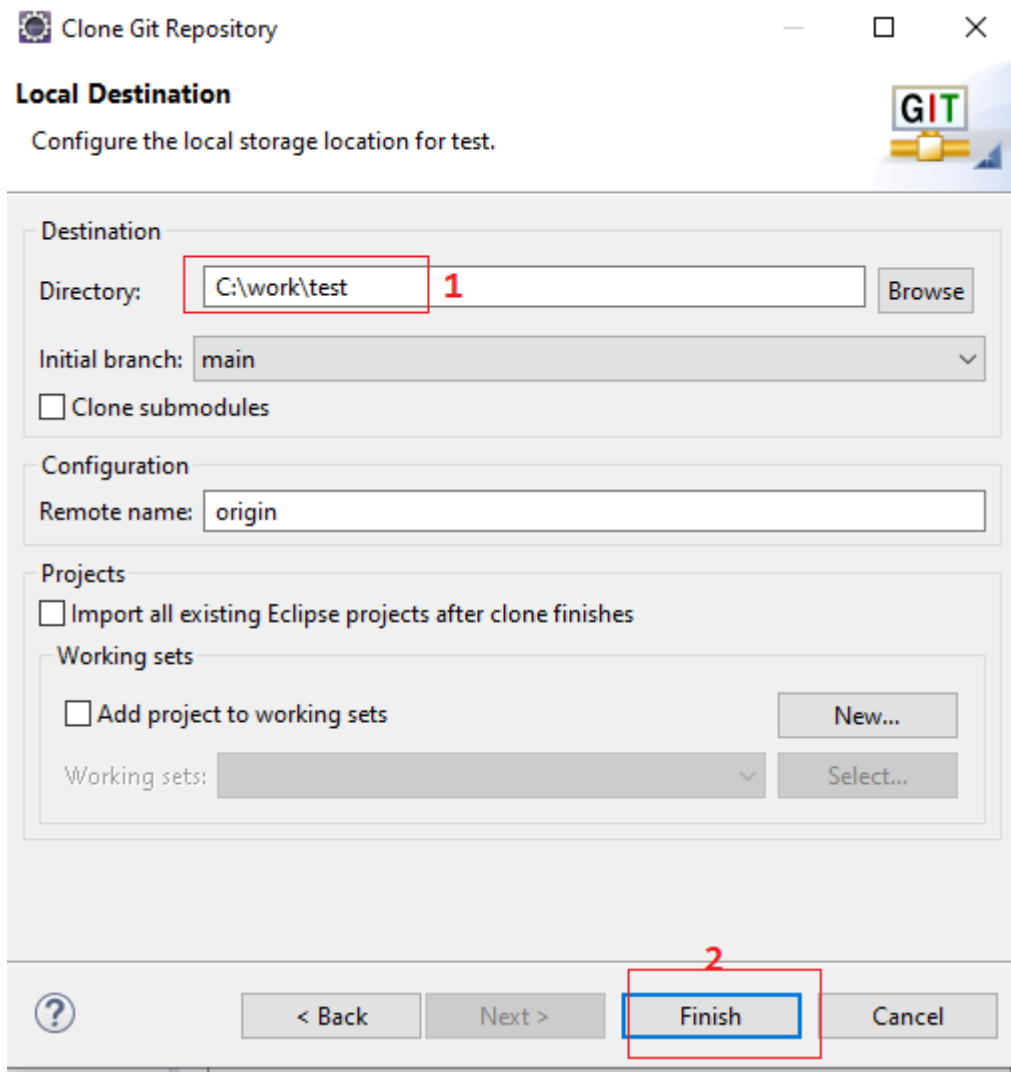 Clone Git Repository
Local Destination
GIT
Configure the local storage location for test.
Destination
Directory: C:\work\test 1 Browse
Initial branch: main
Clone submodules
Configuration
Remote name: origin
Projects
Import all existing Eclipse projects after clone finishes
Working sets
Add project to working sets New...
Working sets: Select...
2
? < Back Next > Finish Cancel